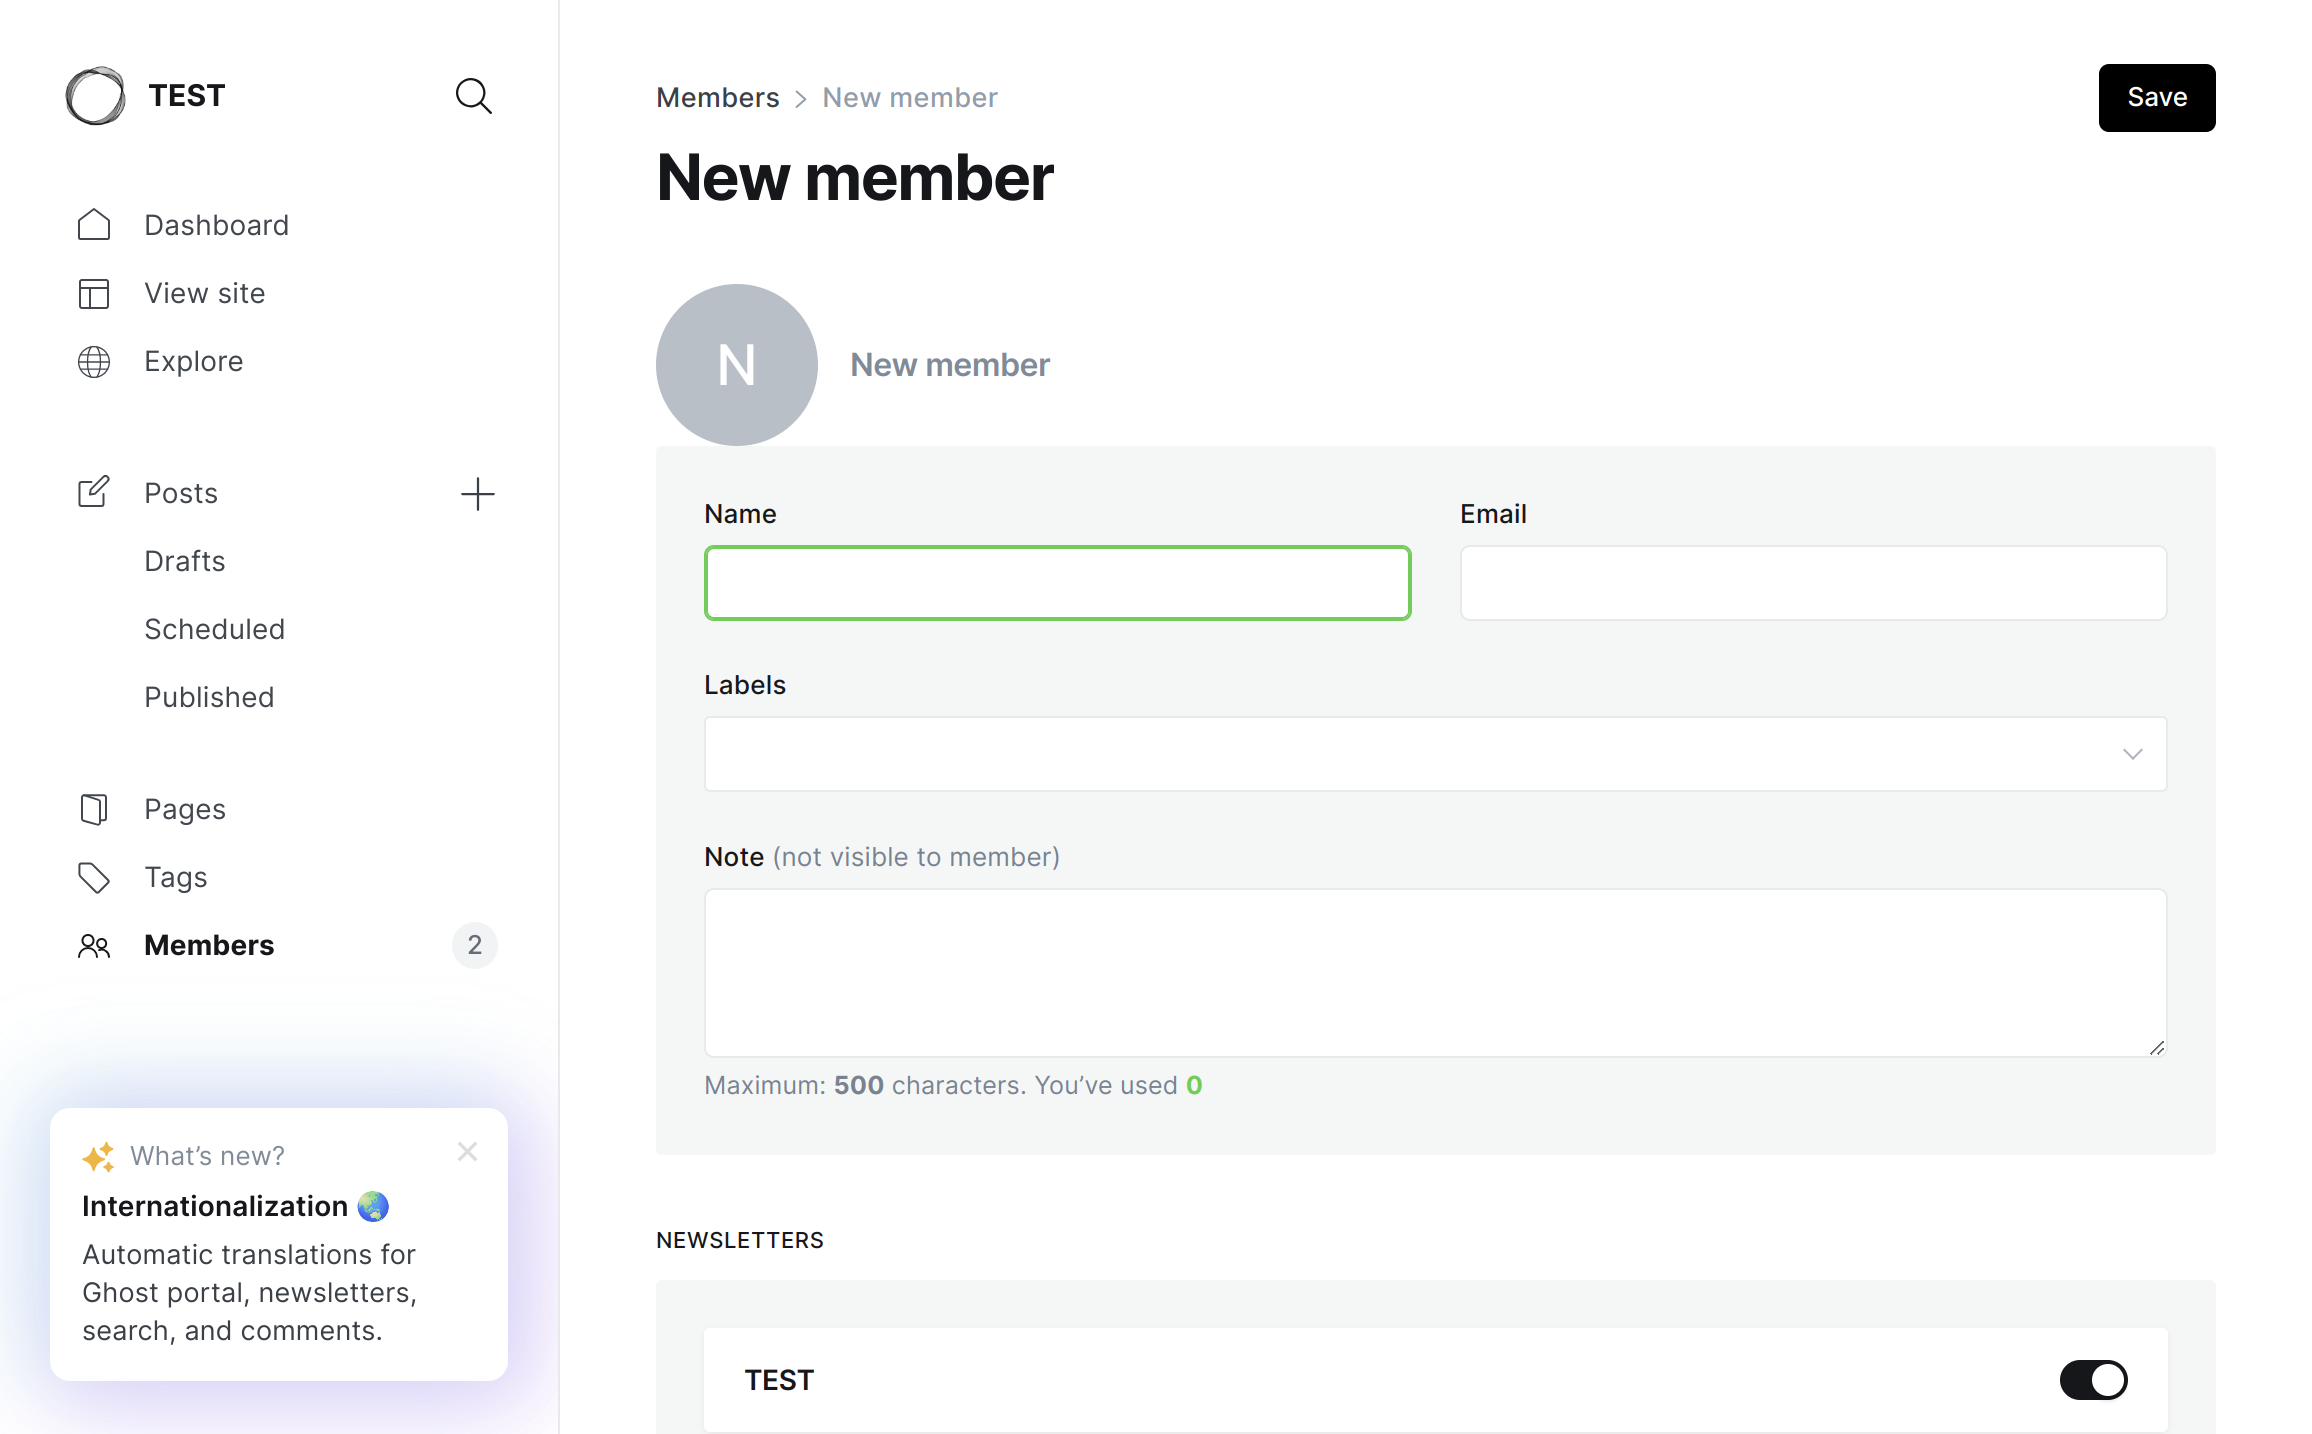 TEST
Dashboard
View site
Explore
Posts
Drafts
Scheduled
Published
Pages
Tags
Members 2
What’s new?
Internationalization 🌏
Automatic translations for
Ghost portal, newsletters,
search, and comments.
Members > New member
Save
New member
N
New member
Name
Email
Labels
Note (not visible to member)
Maximum: 500 characters. You’ve used 0
NEWSLETTERS
TEST